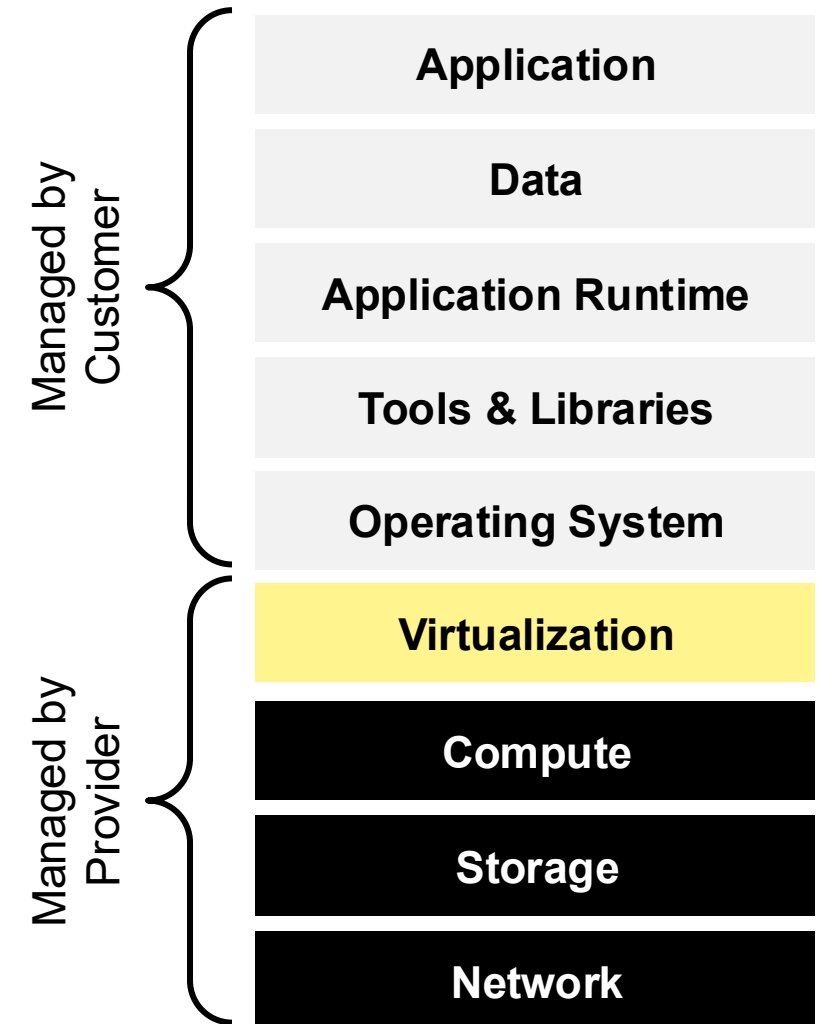 Managed by
Customer
Application
Data
Application Runtime
Tools & Libraries
Operating System
Managed by
Provider
Virtualization
Compute
Storage
Network